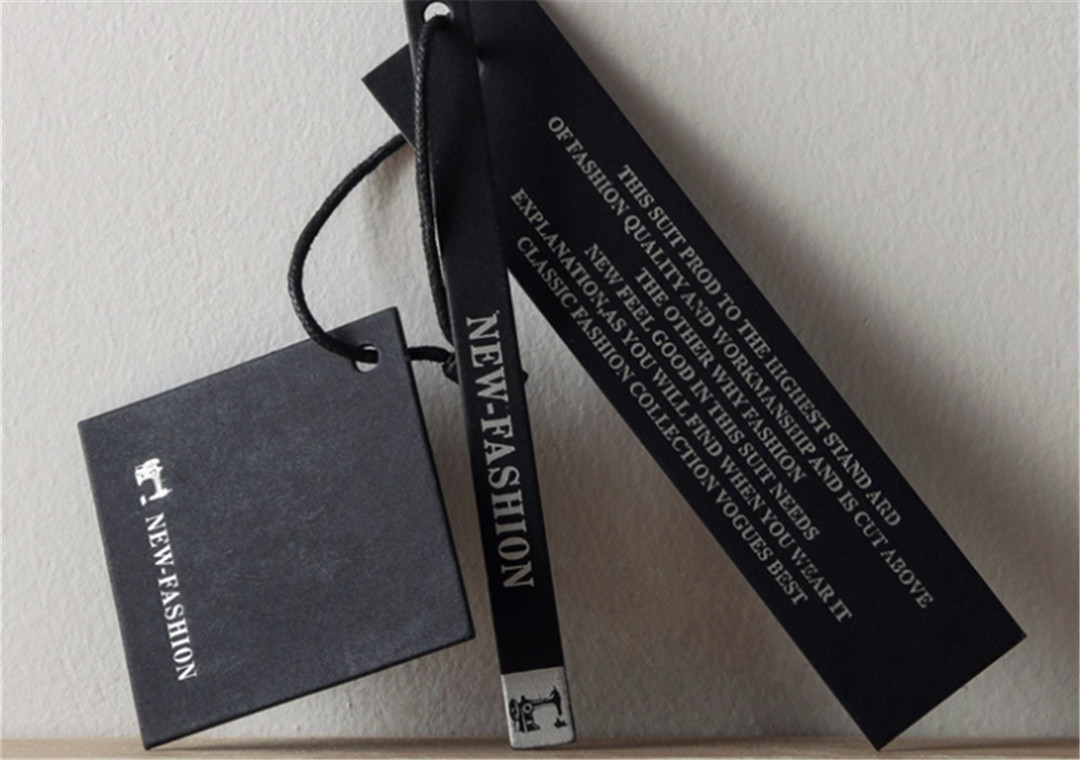 NEW-FASHION
NEW-FASHION
THIS SUIT PROD TO THE IIIGHEST STAND ARD
OF FASHION QUALITY AND WORKMANSEIIP AND IS CUT ABOVE
THE OTHER WHY FASHION
NEW FEEL GOOD IN THIS SUIT NEEDS
EXPLANATION,AS YOU WILL FIND WHEN YOU WEAR IT
CLASSIC FASHION COLLECTION VOGUES BEST